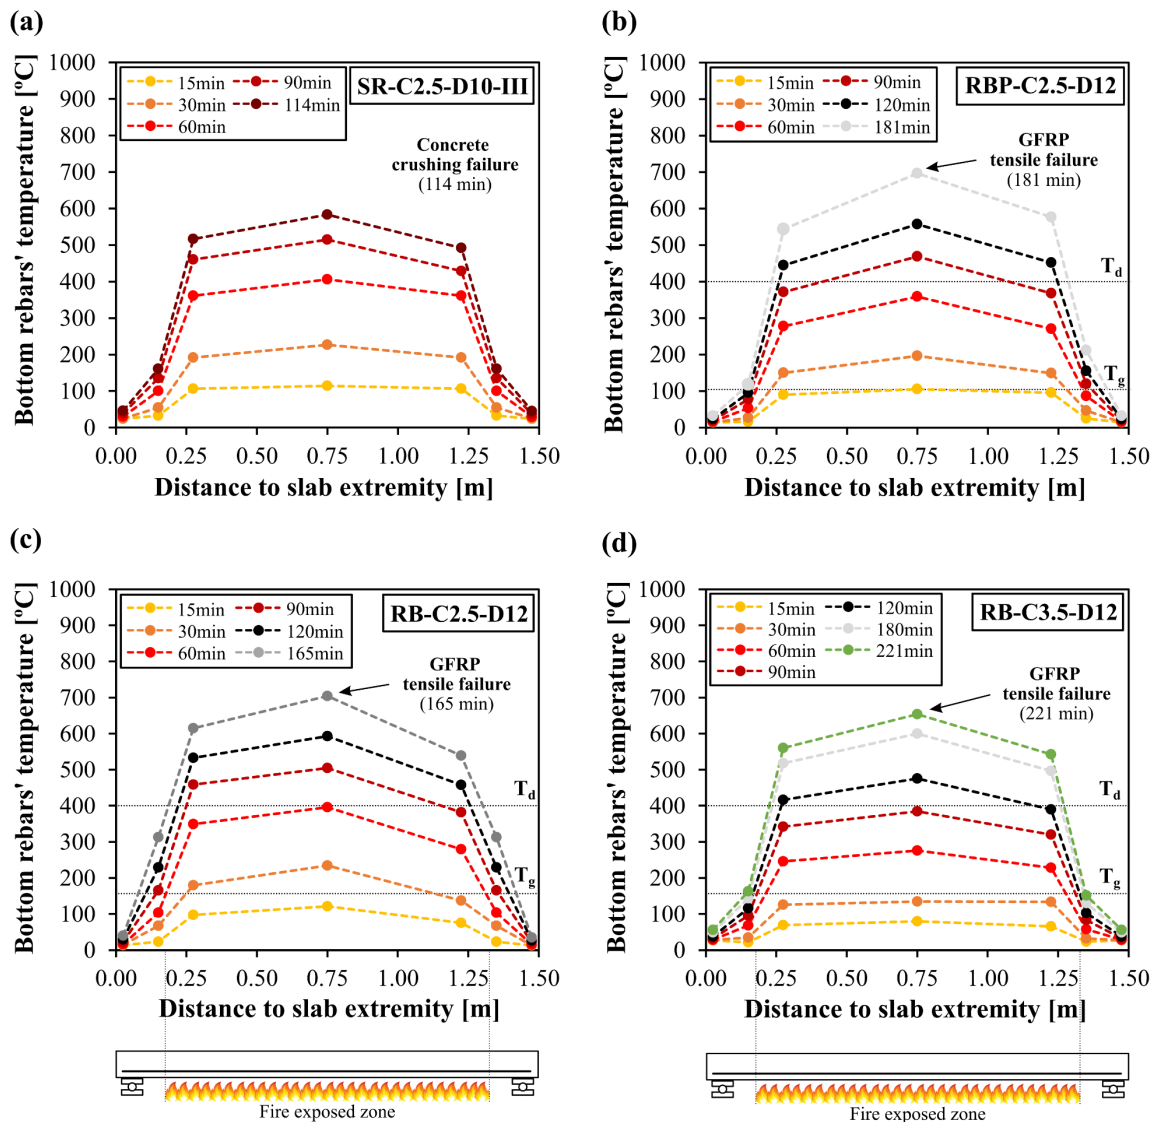 (a)
Bottom rebars' temperature [ºC]
1000
900
800
700
600
500
400
300
200
100
0
15min
90min
30min
114min
60min
SR-C2.5-D10-III
Concrete
crushing failure
(114 min)
0.00 0.25 0.50 0.75 1.00 1.25 1.50
Distance to slab extremity [m]
(b)
Bottom rebars' temperature [ºC]
1000
900
800
700
600
500
400
300
200
100
0
15min
90min
30min
120min
60min
181min
RBP-C2.5-D12
GFRP
tensile failure
(181 min)
Td
Tg
0.00 0.25 0.50 0.75 1.00 1.25 1.50
Distance to slab extremity [m]
(c)
Bottom rebars' temperature [ºC]
1000
900
800
700
600
500
400
300
200
100
0
15min
90min
30min
120min
60min
165min
RB-C2.5-D12
GFRP
tensile failure
(165 min)
Td
Tg
0.00 0.25 0.50 0.75 1.00 1.25 1.50
Distance to slab extremity [m]
Fire exposed zone
(d)
Bottom rebars' temperature [ºC]
1000
900
800
700
600
500
400
300
200
100
0
15min
120min
30min
180min
60min
221min
90min
RB-C3.5-D12
GFRP
tensile failure
(221 min)
Td
Tg
0.00 0.25 0.50 0.75 1.00 1.25 1.50
Distance to slab extremity [m]
Fire exposed zone